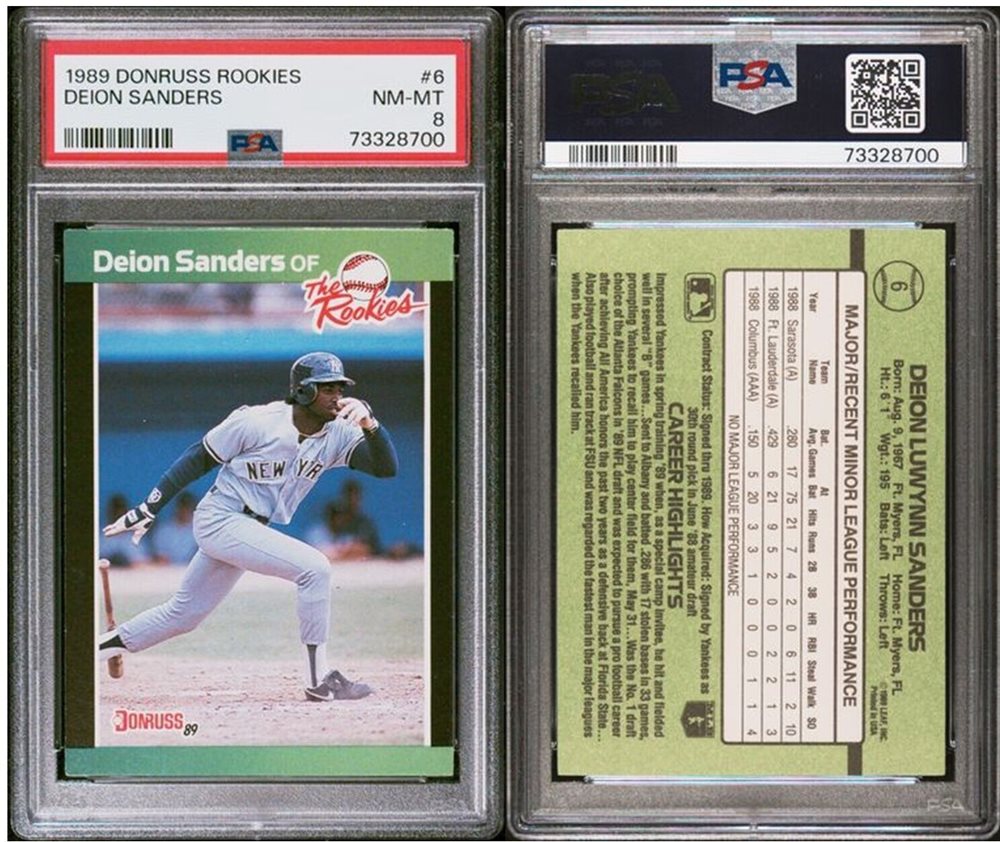 1989 DONRUSS ROOKIES #6
DEION SANDERS NM-MT
8
PSA 73328700
Deion Sanders OF
The
Rookies
NEW YR
DONRUSS 89
PSA
PSA
73328700
6
DEION LUWYNN SANDERS
Born: Aug. 9, 1967 Ft. Myers, FL Home: Ft. Myers, FL
Ht.: 6'1" Wgt.: 195 Bats: Left Throws: Left
© 1989 LEAF, INC.
Printed in USA
MAJOR/RECENT MINOR LEAGUE PERFORMANCE
Year Team Name Bat. Avg. Games At Bat Hits Runs 2B 3B HR RBI Steal Walk SO
1988 Sarasota (A) .280 17 75 21 7 4 2 0 6 11 2 10
1988 Ft. Lauderdale (A) .429 6 21 9 5 2 0 0 2 2 1 3
1988 Columbus (AAA) .150 5 20 3 3 1 0 0 0 1 1 4
NO MAJOR LEAGUE PERFORMANCE
Contract Status: Signed thru 1989. How Acquired: Signed by Yankees as
30th round pick in June '88 amateur draft
CAREER HIGHLIGHTS
Impressed Yankees in spring training '89 when, as a special camp invitee, he hit and fielded
well in several "B" games...Sent to Albany and batted .286 with 17 stolen bases in 33 games,
prompting Yankees to recall him to play center field for them, May 31...Was the No. 1 draft
choice of the Atlanta Falcons in '89 NFL draft and was expected to pursue a pro football career
after achieving All America honors the past two years as a defensive back at Florida State...
Also played football and ran track at FSU and was regarded the fastest man in the major leagues
when the Yankees recalled him.
PSA